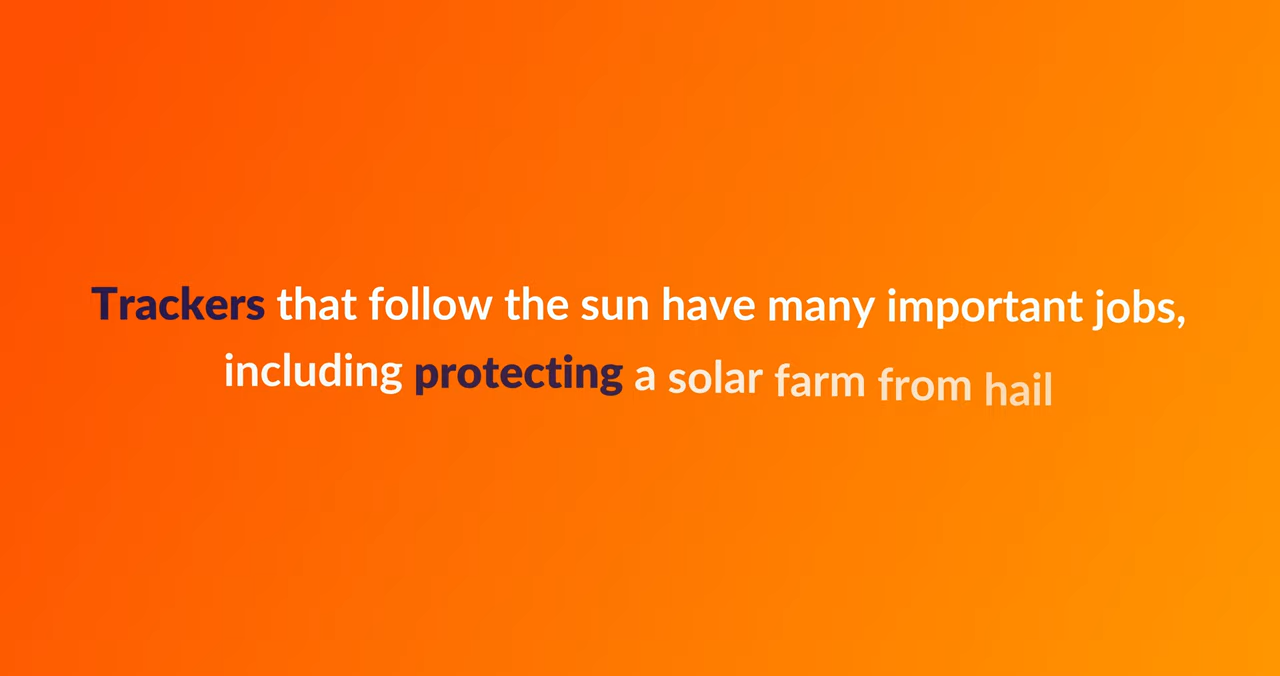 Trackers that follow the sun have many important jobs,
including protecting a solar farm from hail